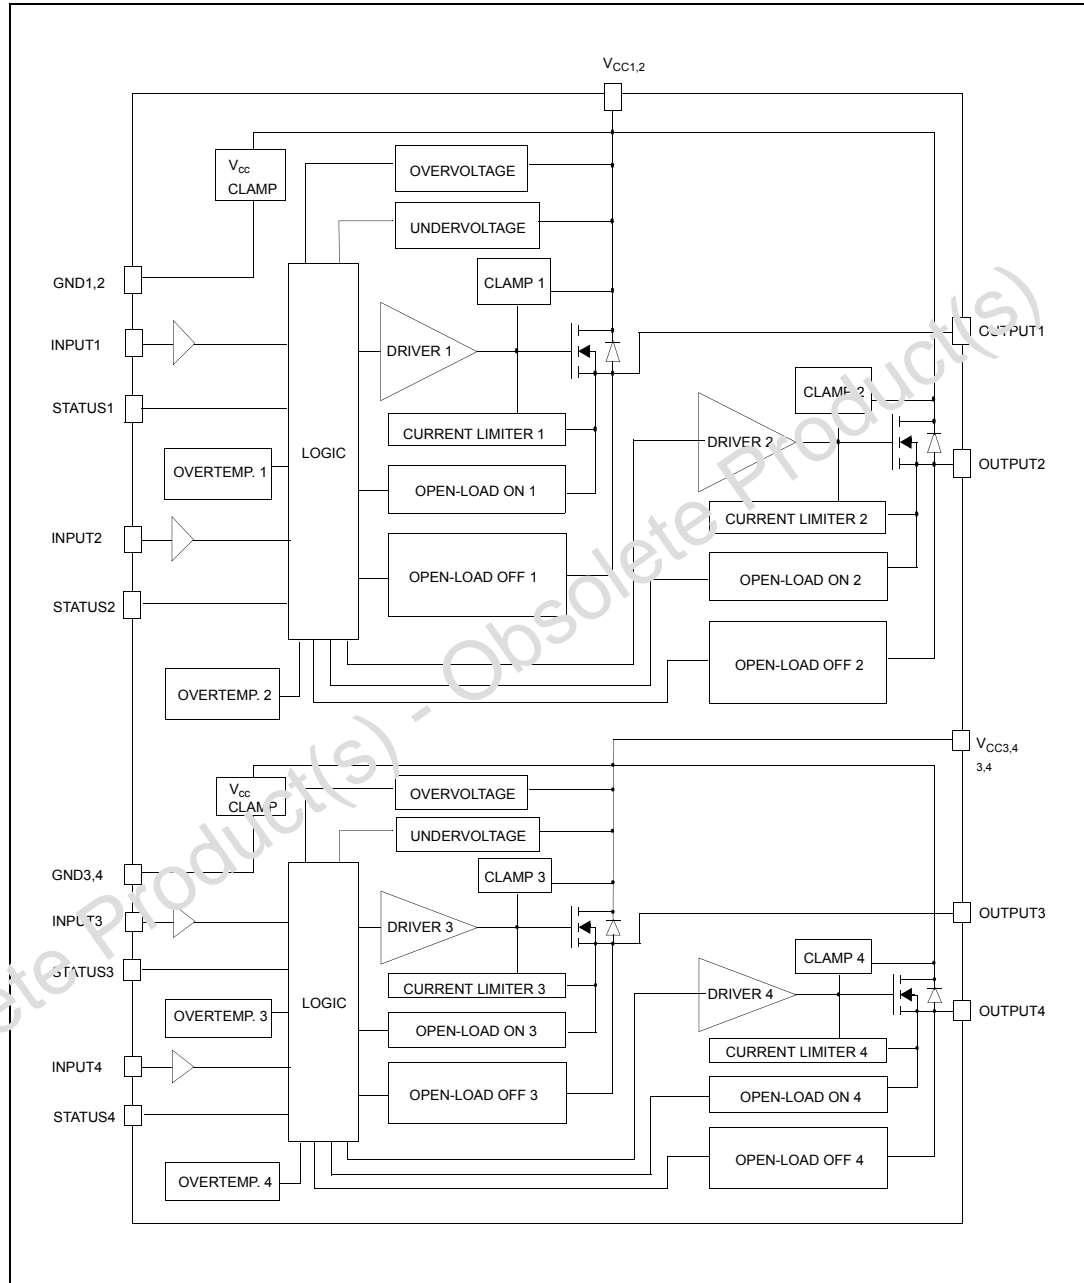 VCC1,2
Vcc
CLAMP
OVERVOLTAGE
UNDERVOLTAGE
GND1,2
CLAMP 1
INPUT1
DRIVER 1
OUTPUT1
STATUS1
CLAMP 2
CURRENT LIMITER 1
DRIVER 2
LOGIC
OVERTEMP. 1
OUTPUT2
OPEN-LOAD ON 1
CURRENT LIMITER 2
INPUT2
OPEN-LOAD OFF 1
OPEN-LOAD ON 2
STATUS2
OPEN-LOAD OFF 2
OVERTEMP. 2
VCC3,4
3,4
Vcc
CLAMP
OVERVOLTAGE
UNDERVOLTAGE
GND3,4
CLAMP 3
INPUT3
DRIVER 3
OUTPUT3
STATUS3
CLAMP 4
CURRENT LIMITER 3
DRIVER 4
LOGIC
OVERTEMP. 3
OUTPUT4
OPEN-LOAD ON 3
CURRENT LIMITER 4
INPUT4
OPEN-LOAD OFF 3
OPEN-LOAD ON 4
STATUS4
OPEN-LOAD OFF 4
OVERTEMP. 4
ete Product(s) - Obsolete Product(s)